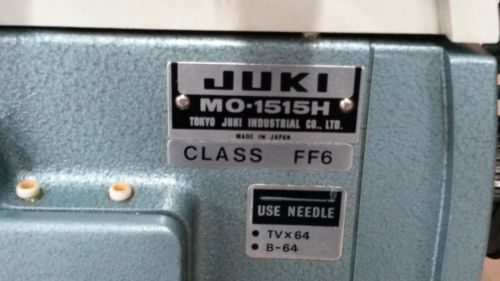 JUKI
MO-1515H
TOKYO JUKI INDUSTRIAL CO., LTD.
MADE IN JAPAN
CLASS FF6
USE NEEDLE
• TV×64
• B-64